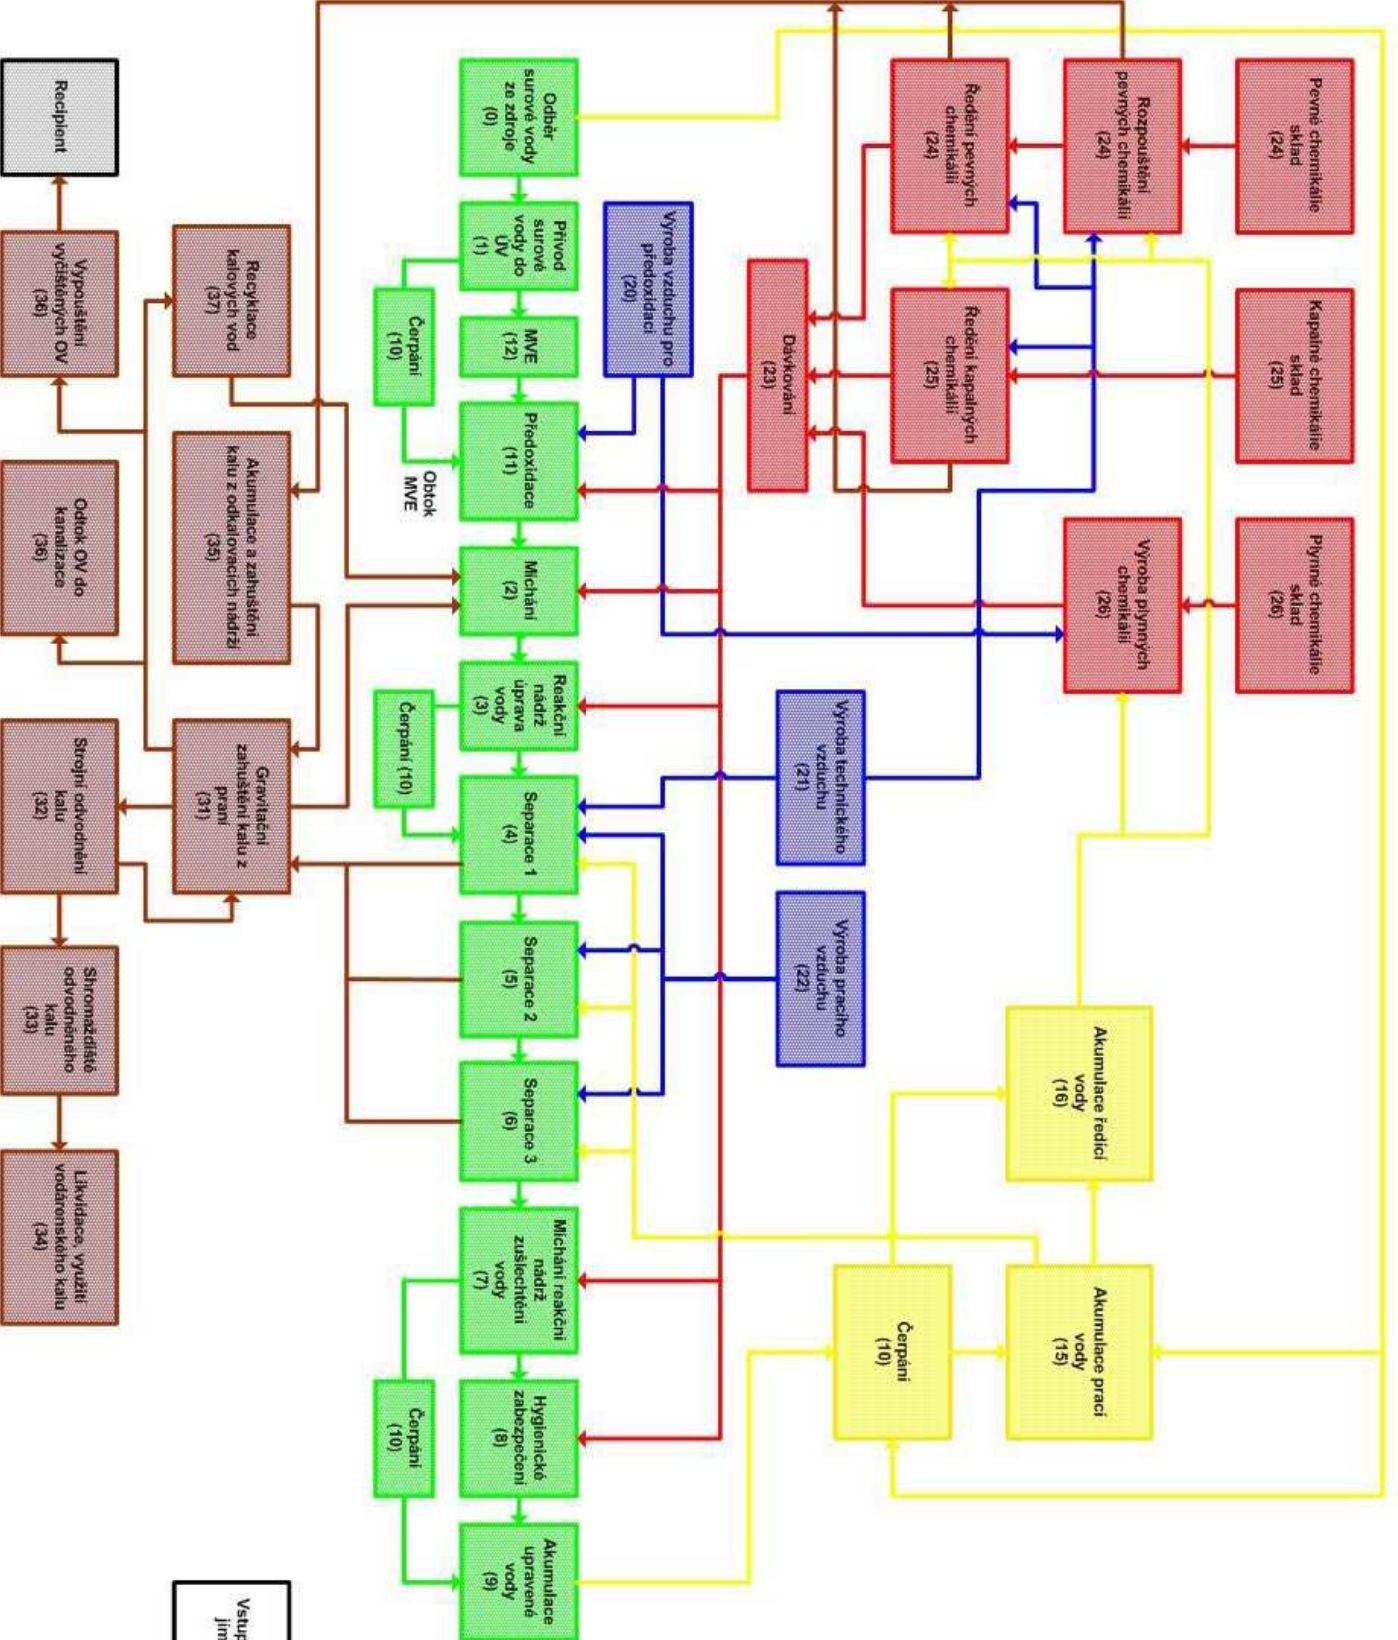 Pevné chemikálie
sklad
(24)
Kapalné chemikálie
sklad
(25)
Plynné chemikálie
sklad
(26)
Rozpouštění
pevných chemikálií
(24)
Výroba plynných
chemikálií
(26)
Ředění pevných
chemikálií
(24)
Ředění kapalných
chemikálií
(25)
Akumulace ředící
vody
(16)
Akumulace prací
vody
(15)
Dávkování
(23)
Výroba technického
vzduchu
(21)
Výroba pracího
vzduchu
(22)
Čerpání
(10)
Výroba vzduchu pro
předoxidaci
(20)
Odběr
surové vody
ze zdroje
(0)
Přívod
surové
vody do
ÚV
(1)
MVE
(12)
Předoxidace
(11)
Míchání
(2)
Reakční
nádrž
úprava
vody
(3)
Separace 1
(4)
Separace 2
(5)
Separace 3
(6)
Míchání reakční
nádrž
zušlechtění
vody
(7)
Hygienické
zabezpečení
(8)
Akumulace
upravené
vody
(9)
Čerpání
(10)
Obtok
MVE
Čerpání (10)
Čerpání
(10)
Recyklace
kalových vod
(37)
Akumulace a zahuštění
kalu z odkalovacích nádrží
(35)
Gravitační
zahuštění kalu z
praní
(31)
Vstup
jím
Recipient
Vypouštění
vyčištěných OV
(36)
Odtok OV do
kanalizace
(36)
Strojní odvodnění
kalu
(32)
Shromaždiště
odvodněného
kalu
(33)
Likvidace, využití
vodárenského kalu
(34)